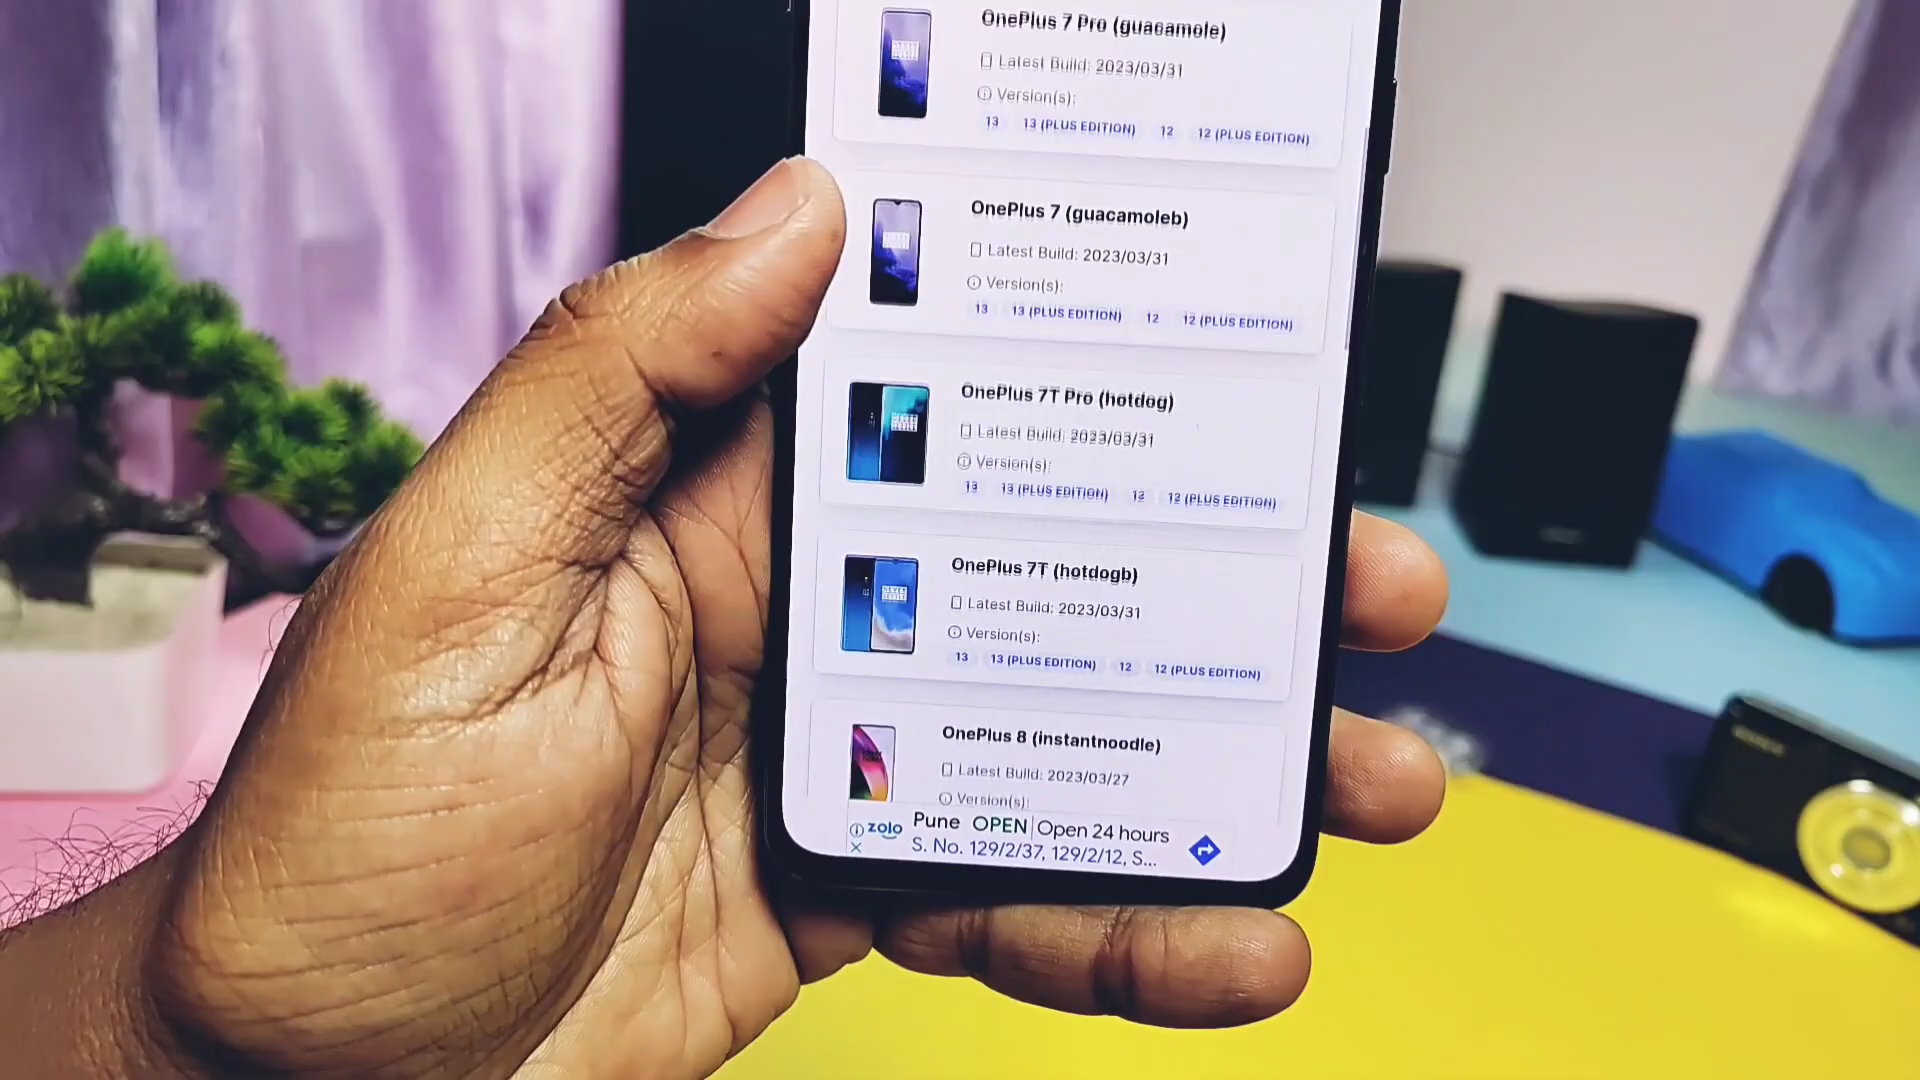 OnePlus 7 Pro (guacamole)
Latest Build: 2023/03/31
Version(s):
13 13 (PLUS EDITION) 12 12 (PLUS EDITION)
OnePlus 7 (guacamoleb)
Latest Build: 2023/03/31
Version(s):
13 13 (PLUS EDITION) 12 12 (PLUS EDITION)
OnePlus 7T Pro (hotdog)
Latest Build: 2023/03/31
Version(s):
13 13 (PLUS EDITION) 12 12 (PLUS EDITION)
OnePlus 7T (hotdogb)
Latest Build: 2023/03/31
Version(s):
13 13 (PLUS EDITION) 12 12 (PLUS EDITION)
OnePlus 8 (instantnoodle)
Latest Build: 2023/03/27
Version(s):
zolo Pune OPEN Open 24 hours
S. No. 129/2/37, 129/2/12, S...